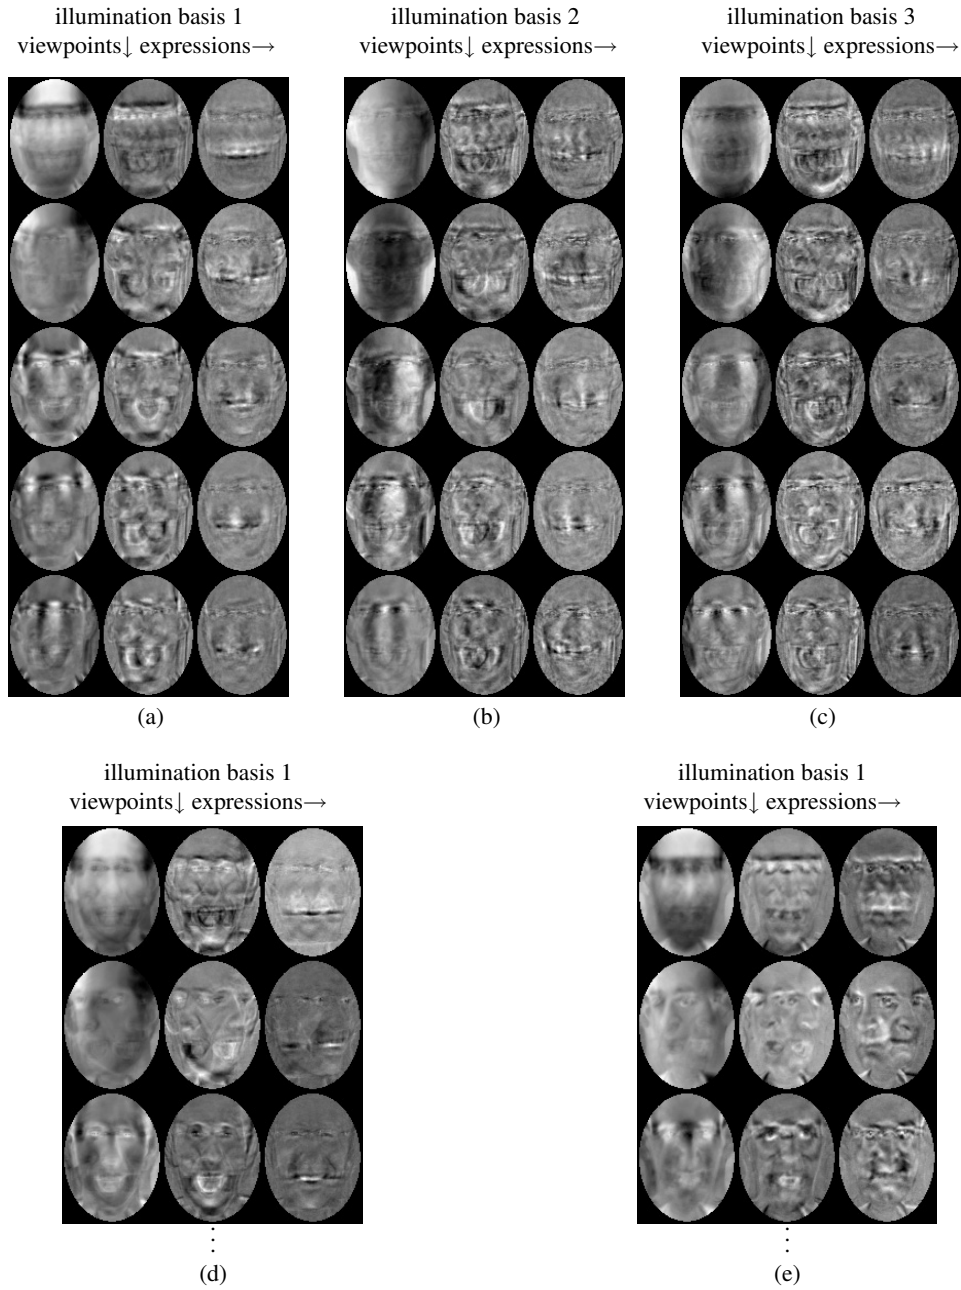 illumination basis 1
viewpoints↓ expressions→
illumination basis 2
viewpoints↓ expressions→
illumination basis 3
viewpoints↓ expressions→
(a)
(b)
(c)
illumination basis 1
viewpoints↓ expressions→
illumination basis 1
viewpoints↓ expressions→
⋮
⋮
(d)
(e)